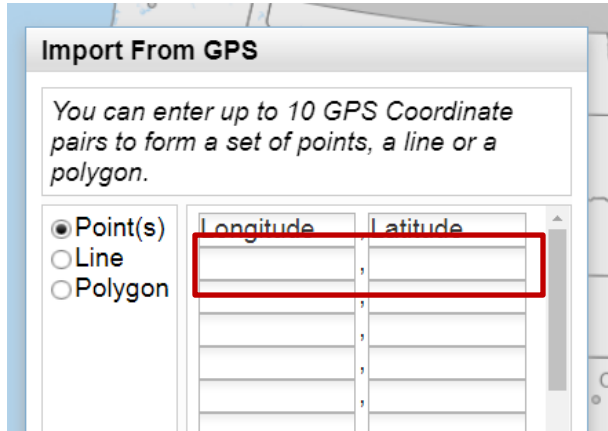 Import From GPS
You can enter up to 10 GPS Coordinate
pairs to form a set of points, a line or a
polygon.
Point(s)
Line
Polygon
Longitude , Latitude
,
,
,
,
,